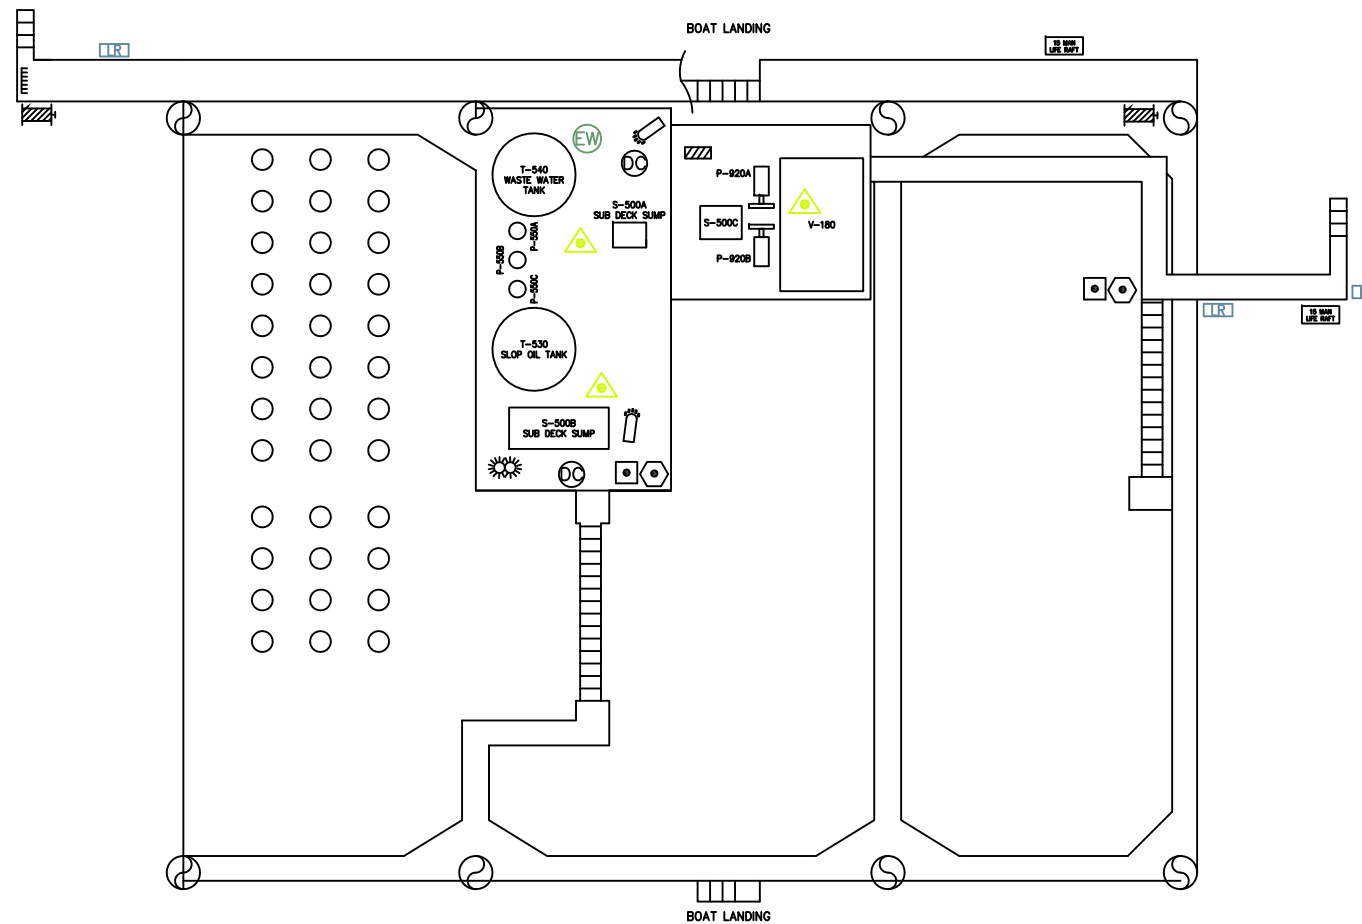 BOAT LANDING
LR
15 MAN
LIFE RAFT
EW
DC
T-540
WASTE WATER
TANK
P-920A
S-500A
SUB DECK SUMP
S-500C
V-180
P-550A
P-550B
P-920B
P-550C
LR
15 MAN
LIFE RAFT
T-530
SLOP OIL TANK
S-500B
SUB DECK SUMP
DC
BOAT LANDING